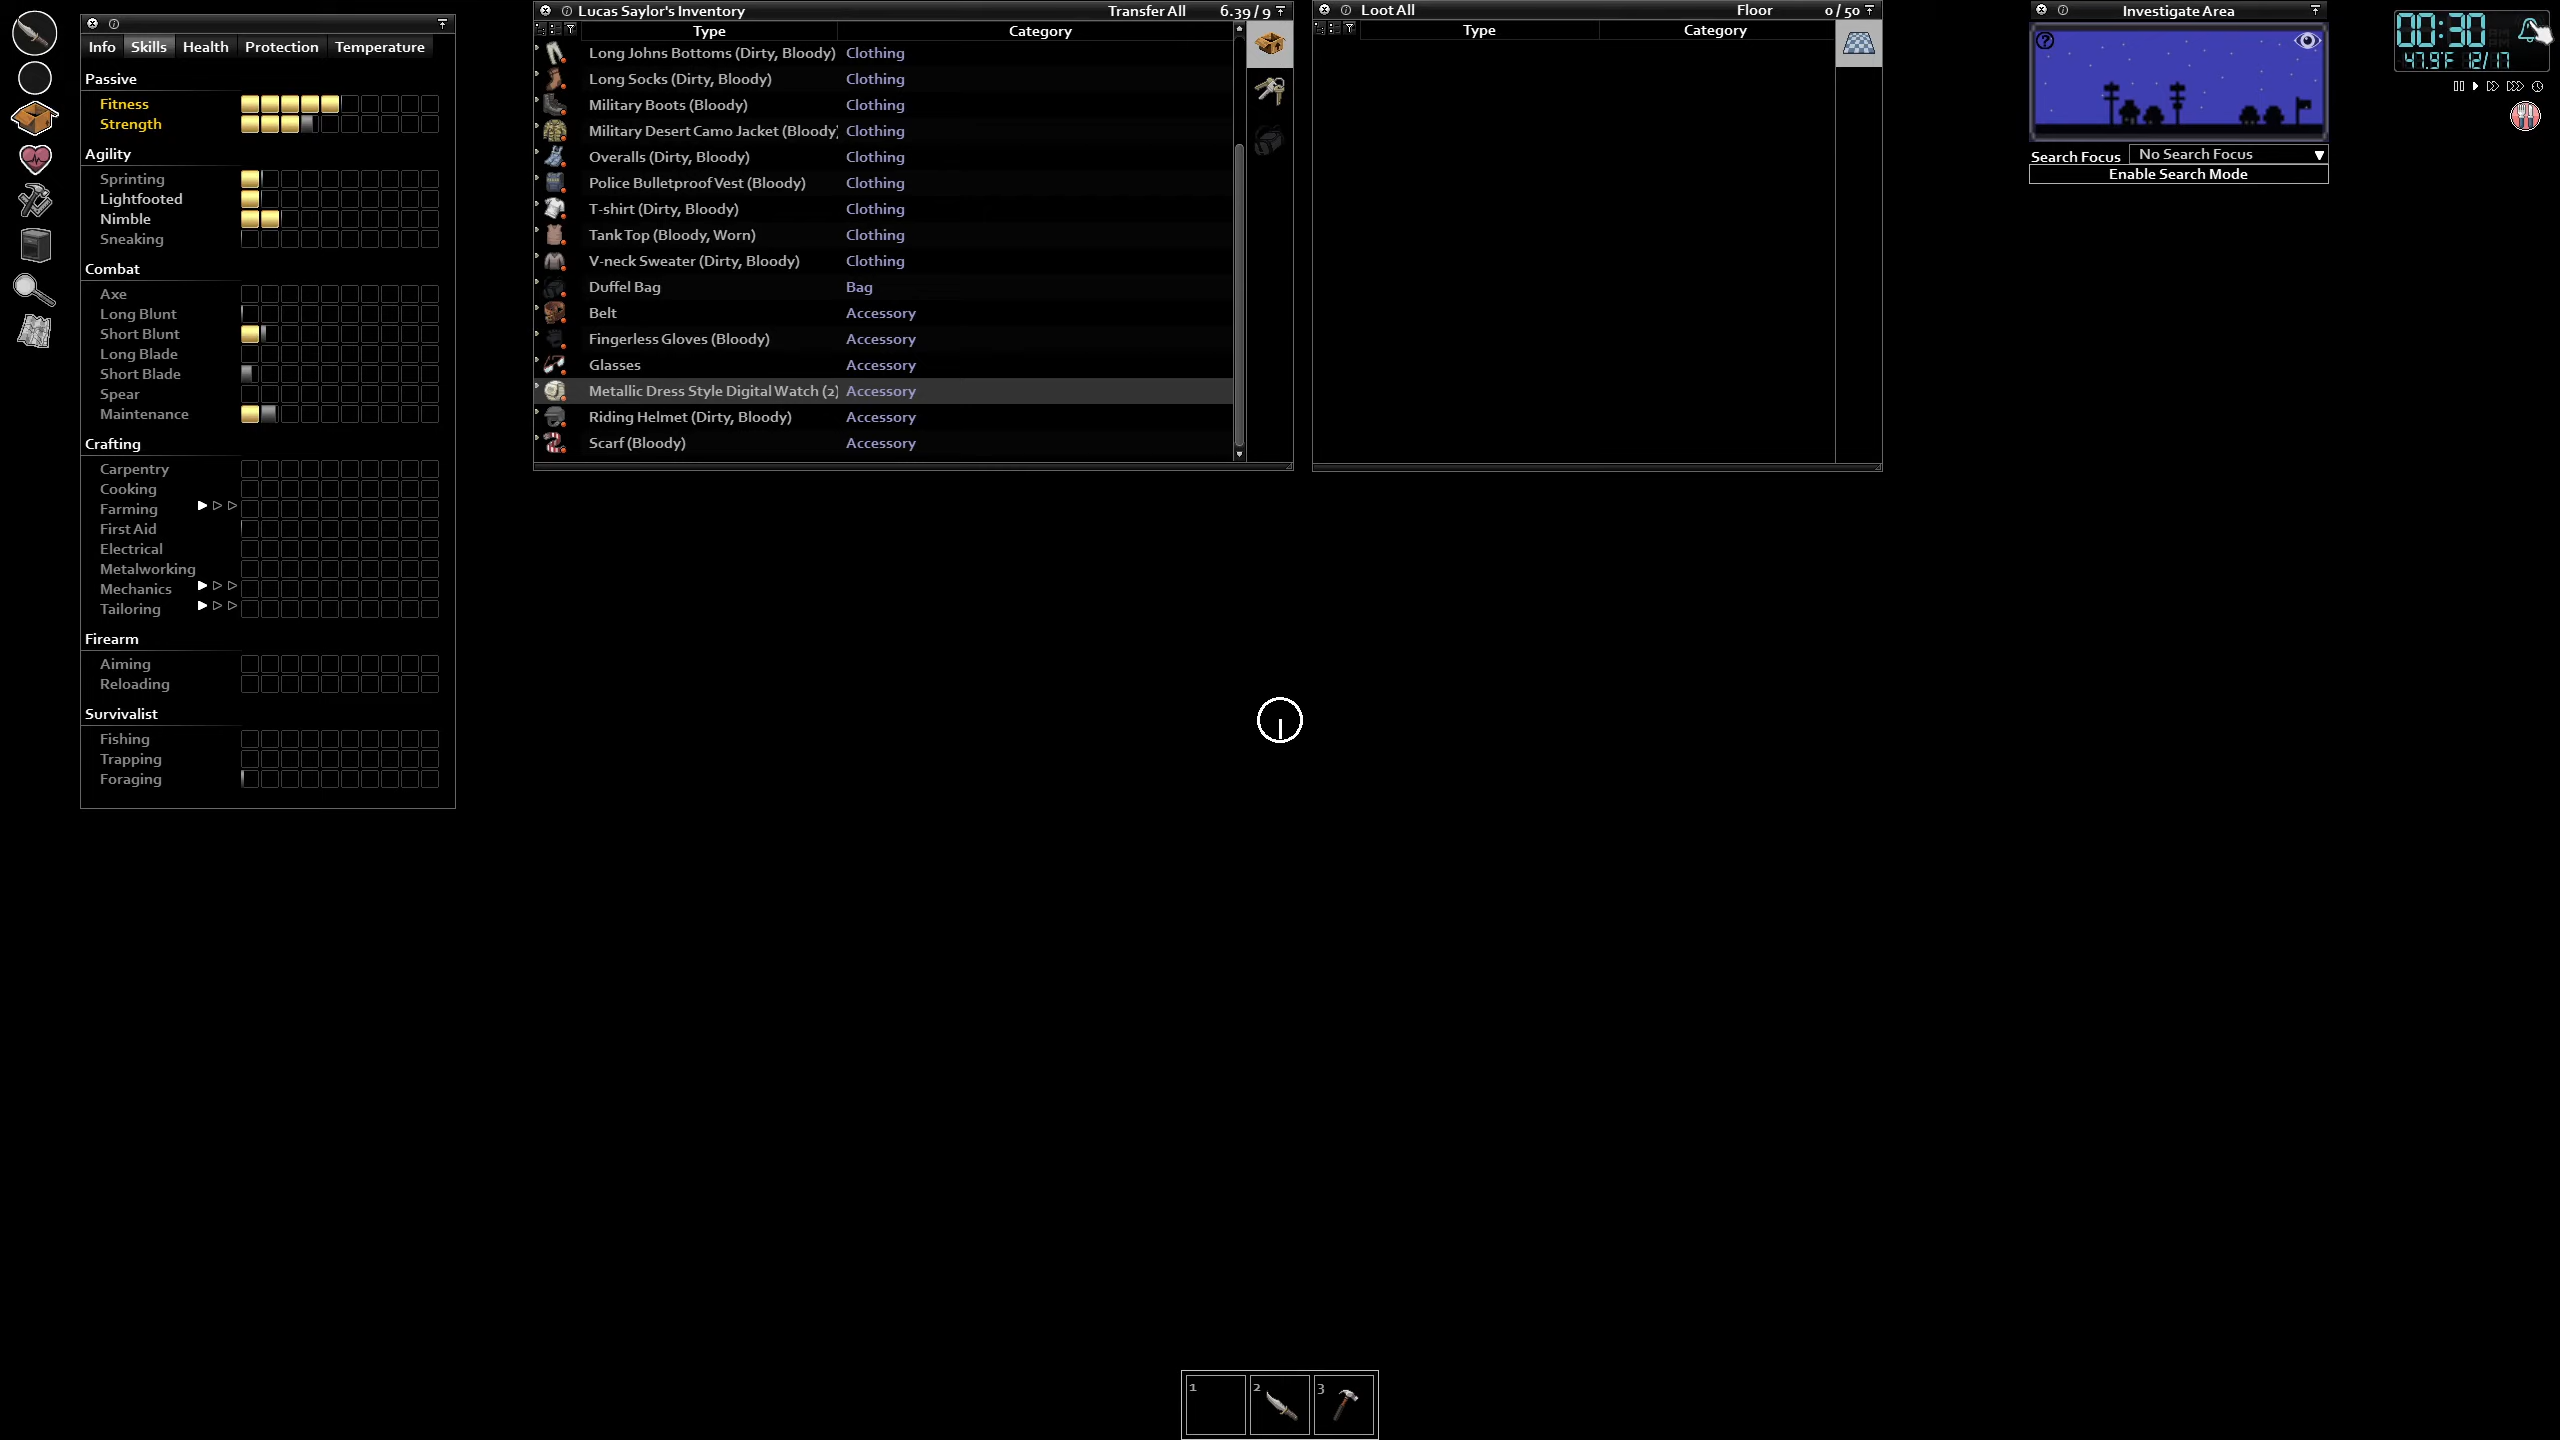 Info Skills Health Protection Temperature
Passive
Fitness
Strength
Agility
Sprinting
Lightfooted
Nimble
Sneaking
Combat
Axe
Long Blunt
Short Blunt
Long Blade
Short Blade
Spear
Maintenance
Crafting
Carpentry
Cooking
Farming
First Aid
Electrical
Metalworking
Mechanics
Tailoring
Firearm
Aiming
Reloading
Survivalist
Fishing
Trapping
Foraging
Lucas Saylor's Inventory Transfer All 6.39 / 9
Type Category
Long Johns Bottoms (Dirty, Bloody) Clothing
Long Socks (Dirty, Bloody) Clothing
Military Boots (Bloody) Clothing
Military Desert Camo Jacket (Bloody) Clothing
Overalls (Dirty, Bloody) Clothing
Police Bulletproof Vest (Bloody) Clothing
T-shirt (Dirty, Bloody) Clothing
Tank Top (Bloody, Worn) Clothing
V-neck Sweater (Dirty, Bloody) Clothing
Duffel Bag Bag
Belt Accessory
Fingerless Gloves (Bloody) Accessory
Glasses Accessory
Metallic Dress Style Digital Watch (2) Accessory
Riding Helmet (Dirty, Bloody) Accessory
Scarf (Bloody) Accessory
Loot All Floor 0 / 50
Type Category
Investigate Area
?
Search Focus No Search Focus
Enable Search Mode
00:30
47.9°F 12/17
1 2 3